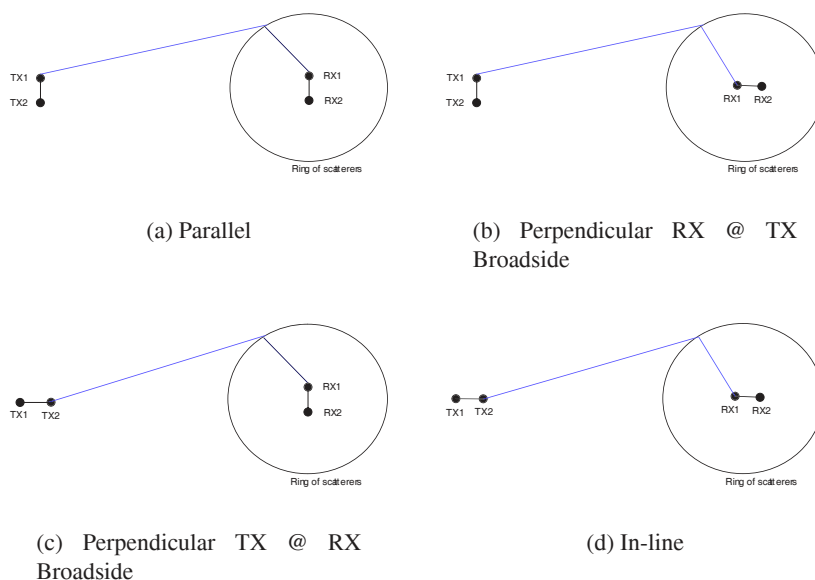 TX1
TX2
RX1
RX2
Ring of scatterers
(a) Parallel
TX1
TX2
RX1
RX2
Ring of scatterers
(b) Perpendicular RX @ TX
Broadside
TX1
TX2
RX1
RX2
Ring of scatterers
(c) Perpendicular TX @ RX
Broadside
TX1
TX2
RX1
RX2
Ring of scatterers
(d) In-line